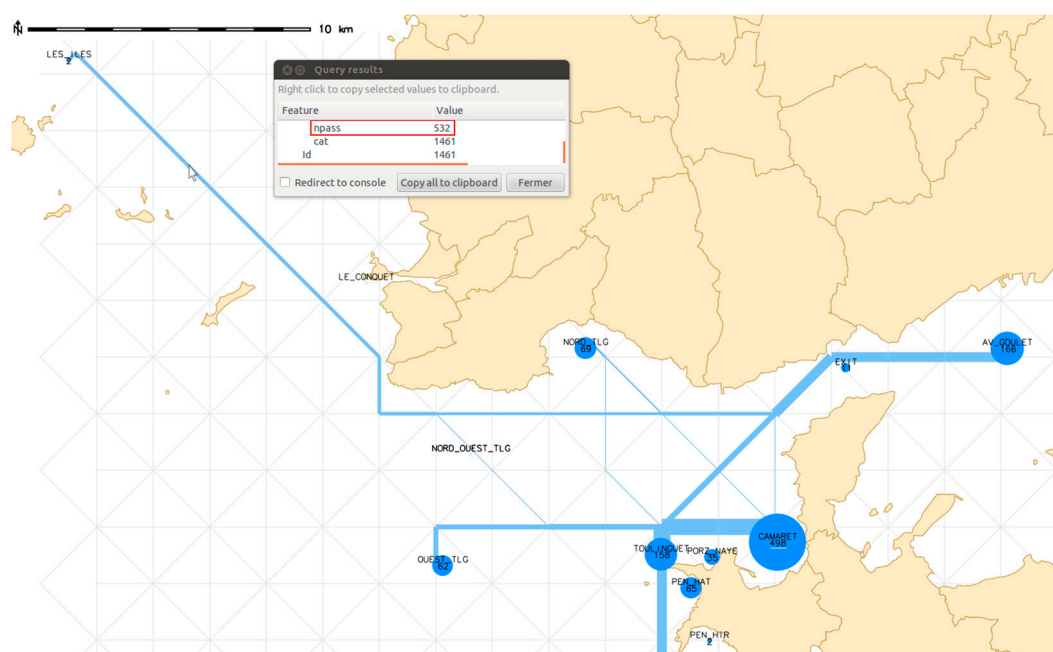 N
10 km
LES_ILES
2
Query results
Right click to copy selected values to clipboard.
Feature Value
npass 532
cat 1461
Id 1461
Redirect to console Copy all to clipboard Fermer
LE_CONQUET
NORD_TLG
69
AV_GOULET
166
EXIT
11
NORD_OUEST_TLG
CAMARET
498
TOULINGUET
158
PORZ_NAYE
35
OUEST_TLG
62
PEN_HAT
65
PEN_HIR
2